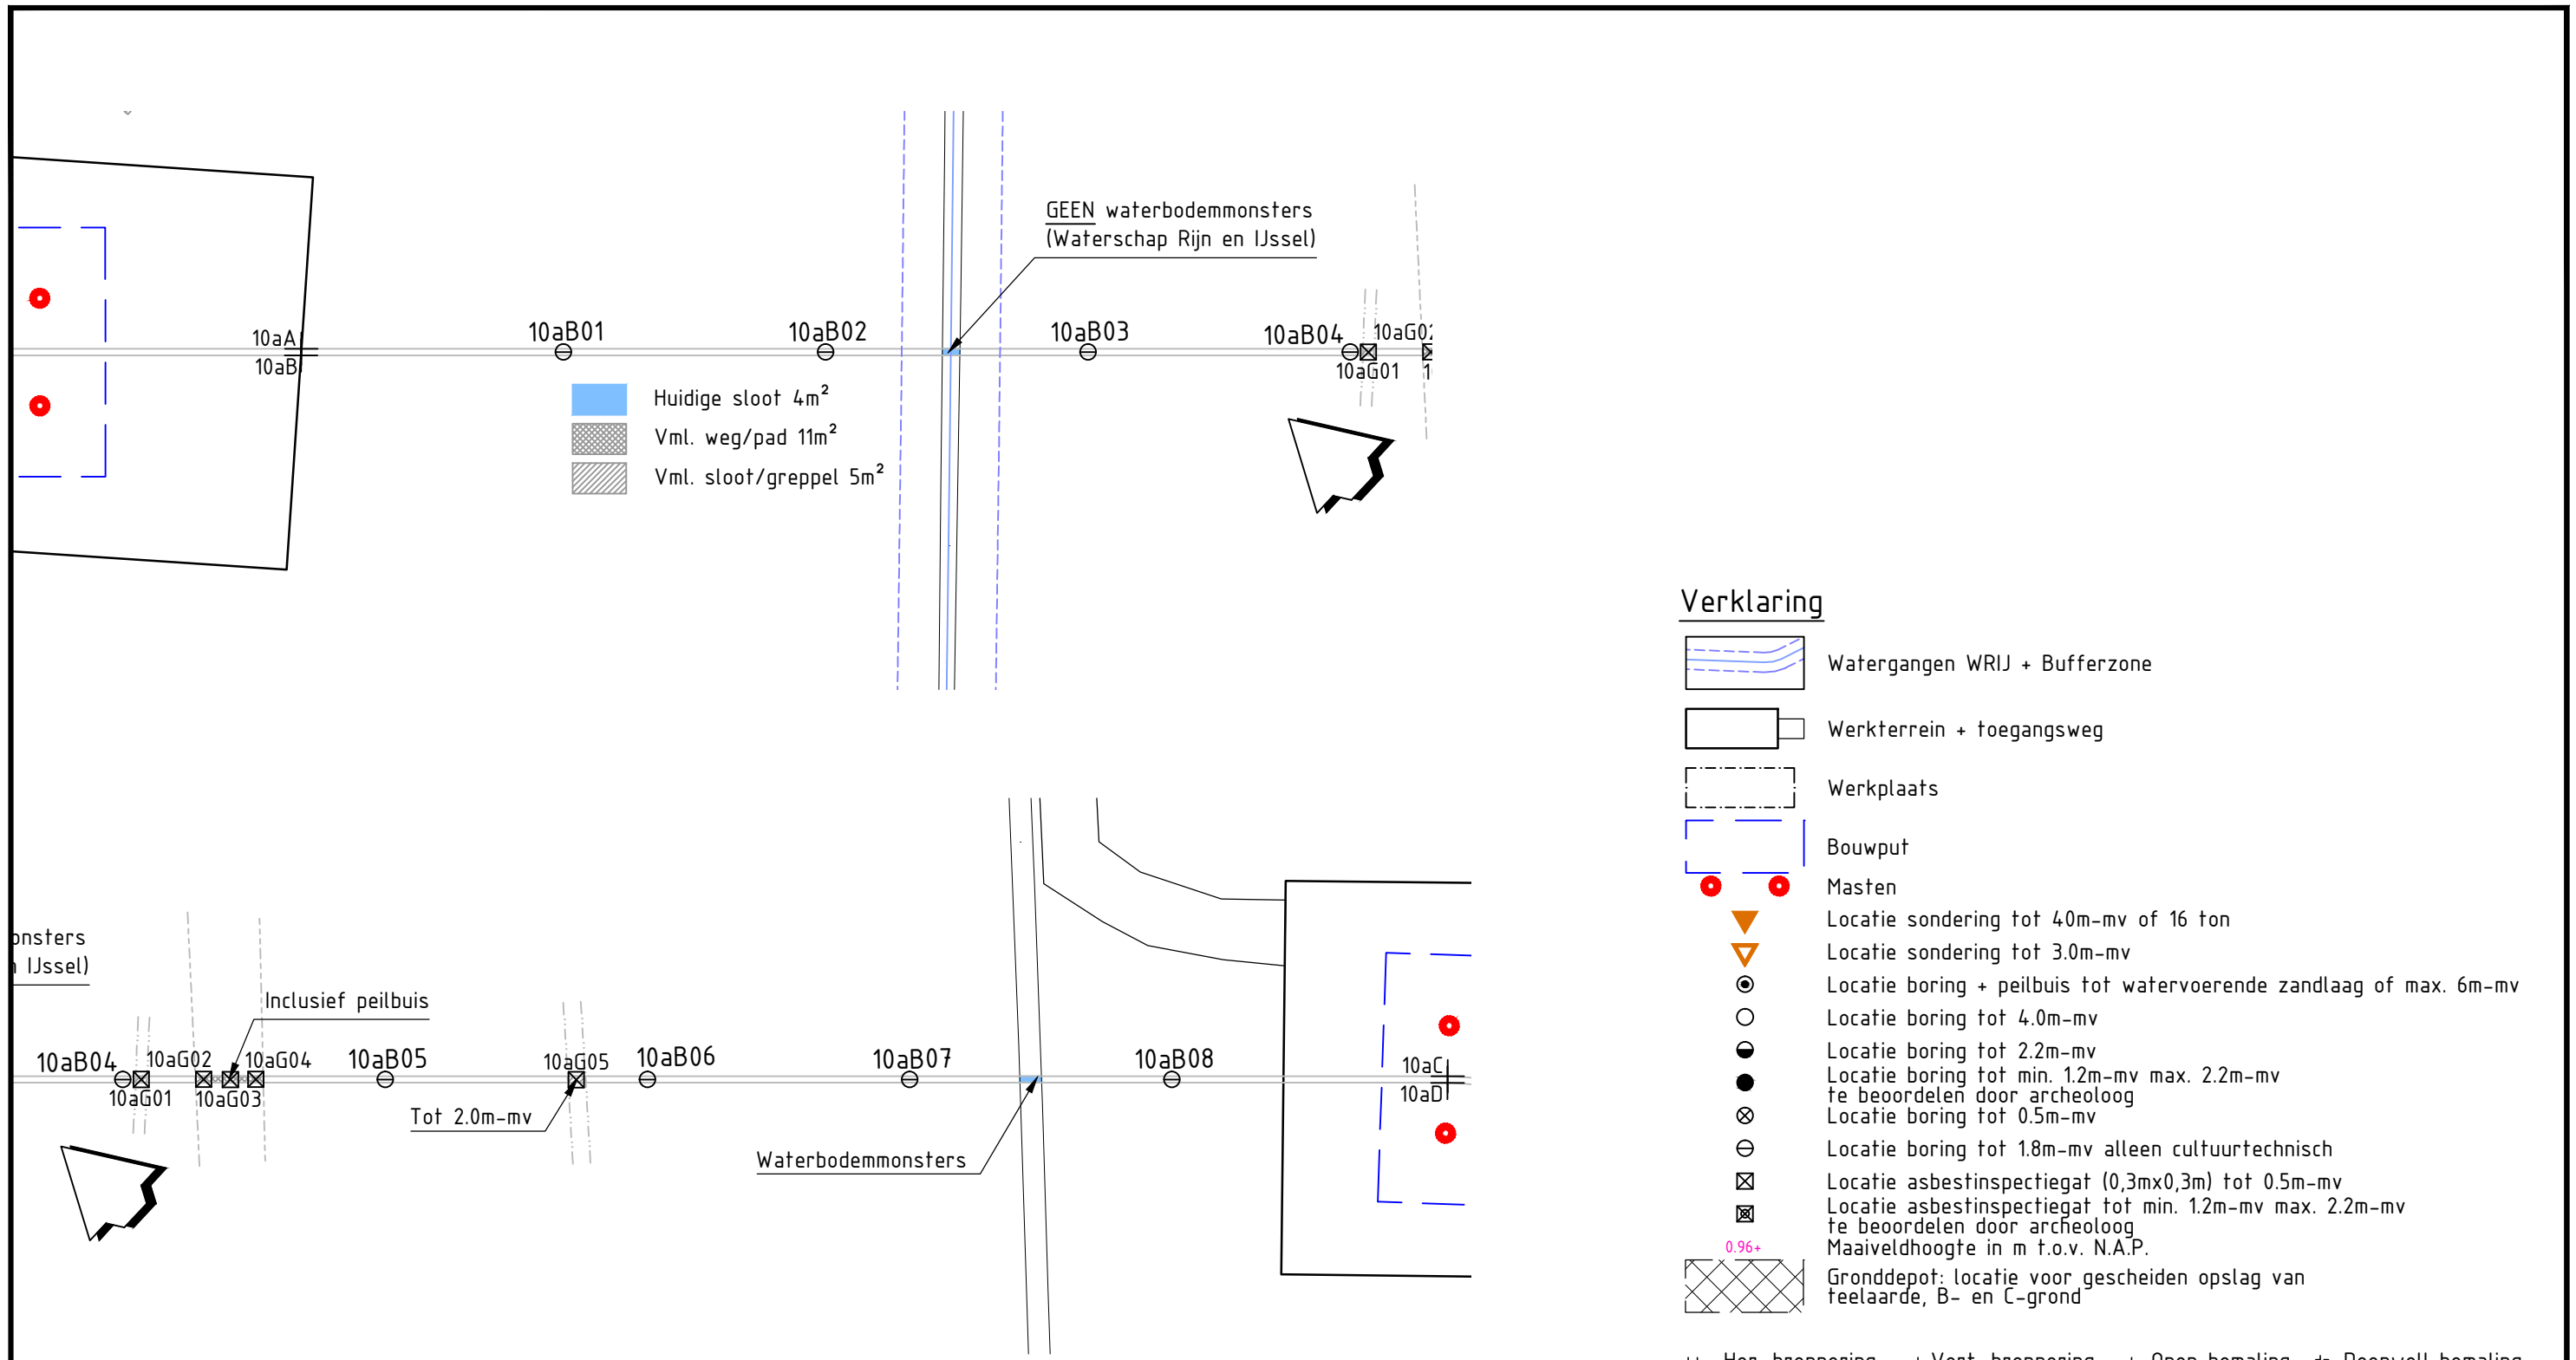 GEEN waterbodemmonsters
(Waterschap Rijn en IJssel)
10aA
10aB
10aB01
10aB02
10aB03
10aB04
10aG02
10aG01
Huidige sloot 4m²
Vml. weg/pad 11m²
Vml. sloot/greppel 5m²
IJssel)
Inclusief peilbuis
10aB04
10aG02
10aG04
10aB05
10aG05
10aB06
10aB07
10aB08
10aC
10aD
10aG01
10aG03
Tot 2.0m-mv
Waterbodemmonsters
Verklaring
Watergangen WRIJ + Bufferzone
Werkterrein + toegangsweg
Werkplaats
Bouwput
Masten
Locatie sondering tot 40m-mv of 16 ton
Locatie sondering tot 3.0m-mv
Locatie boring + peilbuis tot watervoerende zandlaag of max. 6m-mv
Locatie boring tot 4.0m-mv
Locatie boring tot 2.2m-mv
Locatie boring tot min. 1.2m-mv max. 2.2m-mv
te beoordelen door archeoloog
Locatie boring tot 0.5m-mv
Locatie boring tot 1.8m-mv alleen cultuurtechnisch
Locatie asbestinspectiegat (0,3mx0,3m) tot 0.5m-mv
Locatie asbestinspectiegat tot min. 1.2m-mv max. 2.2m-mv
te beoordelen door archeoloog
0.96+ Maaiveldhoogte in m t.o.v. N.A.P.
Gronddepot: locatie voor gescheiden opslag van
teelaarde, B- en C-grond